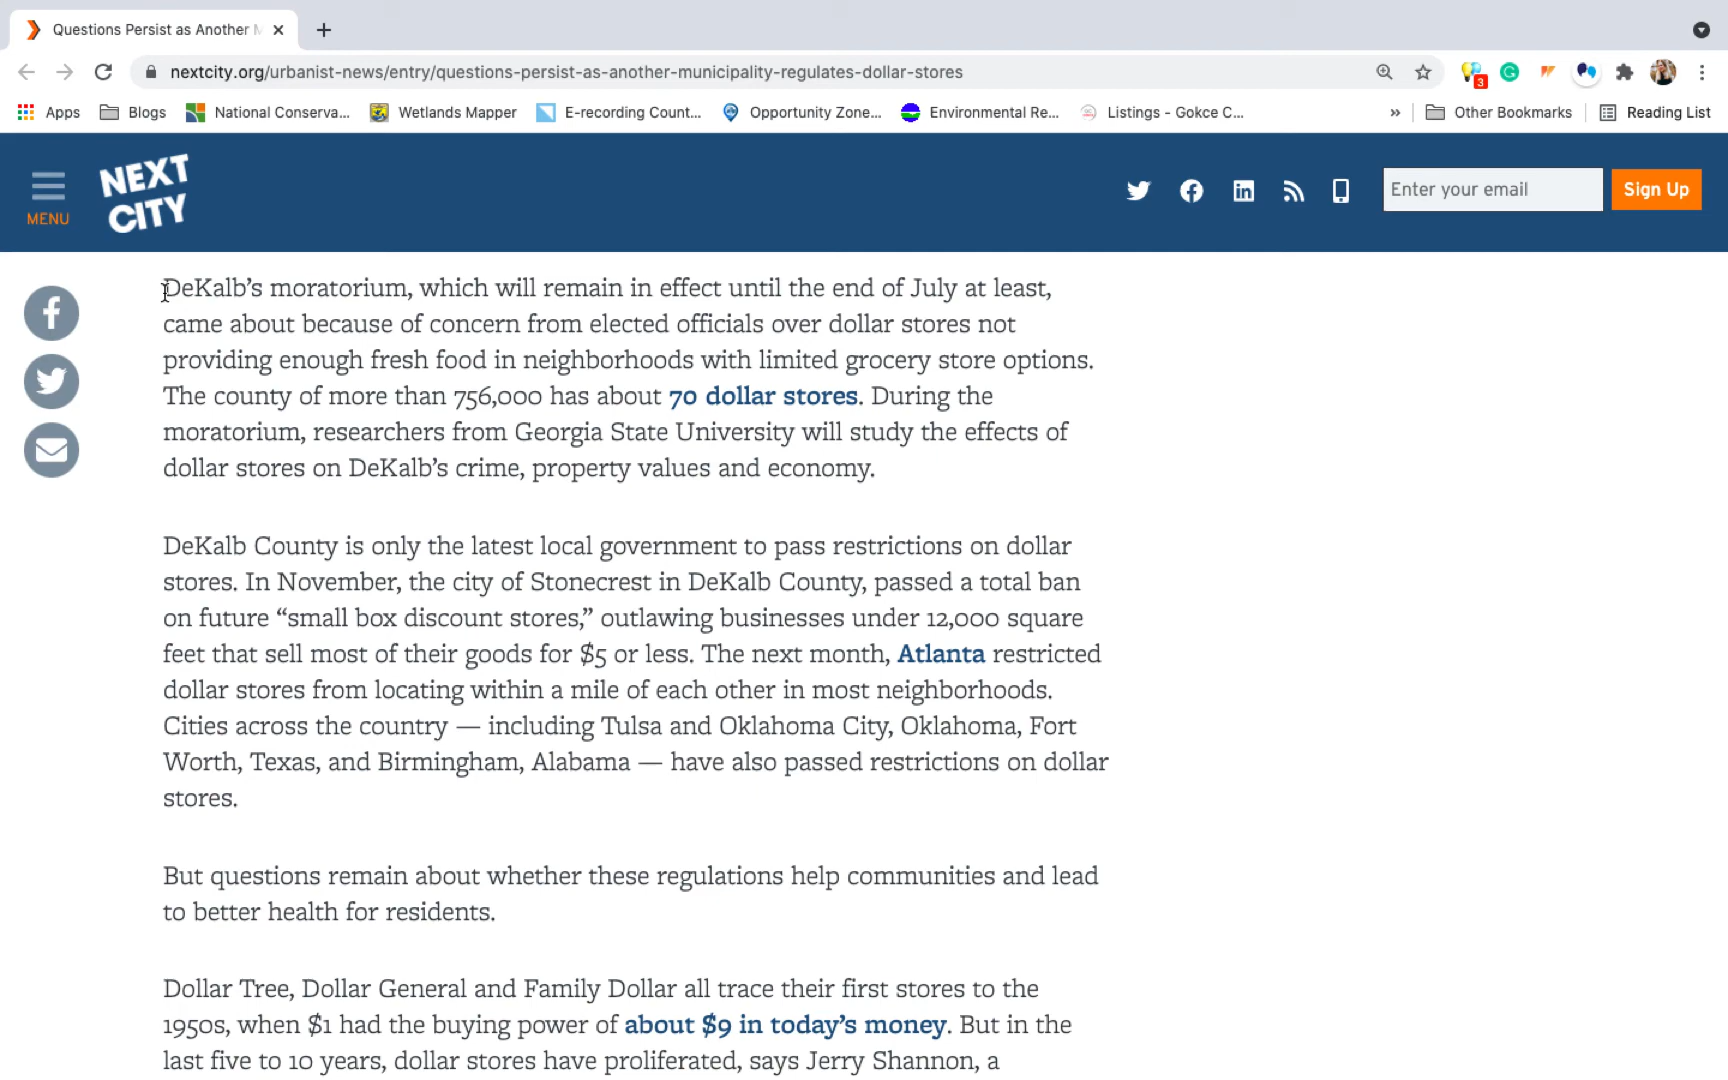 Questions Persist as Another M
nextcity.org/urbanist-news/entry/questions-persist-as-another-municipality-regulates-dollar-stores
3
Apps Blogs National Conserva... Wetlands Mapper E-recording Count... Opportunity Zone... Environmental Re... Listings - Gokce C... » Other Bookmarks Reading List
MENU
NEXT
CITY
Enter your email
Sign Up
DeKalb’s moratorium, which will remain in effect until the end of July at least,
came about because of concern from elected officials over dollar stores not
providing enough fresh food in neighborhoods with limited grocery store options.
The county of more than 756,000 has about 70 dollar stores. During the
moratorium, researchers from Georgia State University will study the effects of
dollar stores on DeKalb’s crime, property values and economy.
DeKalb County is only the latest local government to pass restrictions on dollar
stores. In November, the city of Stonecrest in DeKalb County, passed a total ban
on future “small box discount stores,” outlawing businesses under 12,000 square
feet that sell most of their goods for $5 or less. The next month, Atlanta restricted
dollar stores from locating within a mile of each other in most neighborhoods.
Cities across the country — including Tulsa and Oklahoma City, Oklahoma, Fort
Worth, Texas, and Birmingham, Alabama — have also passed restrictions on dollar
stores.
But questions remain about whether these regulations help communities and lead
to better health for residents.
Dollar Tree, Dollar General and Family Dollar all trace their first stores to the
1950s, when $1 had the buying power of about $9 in today’s money. But in the
last five to 10 years, dollar stores have proliferated, says Jerry Shannon, a